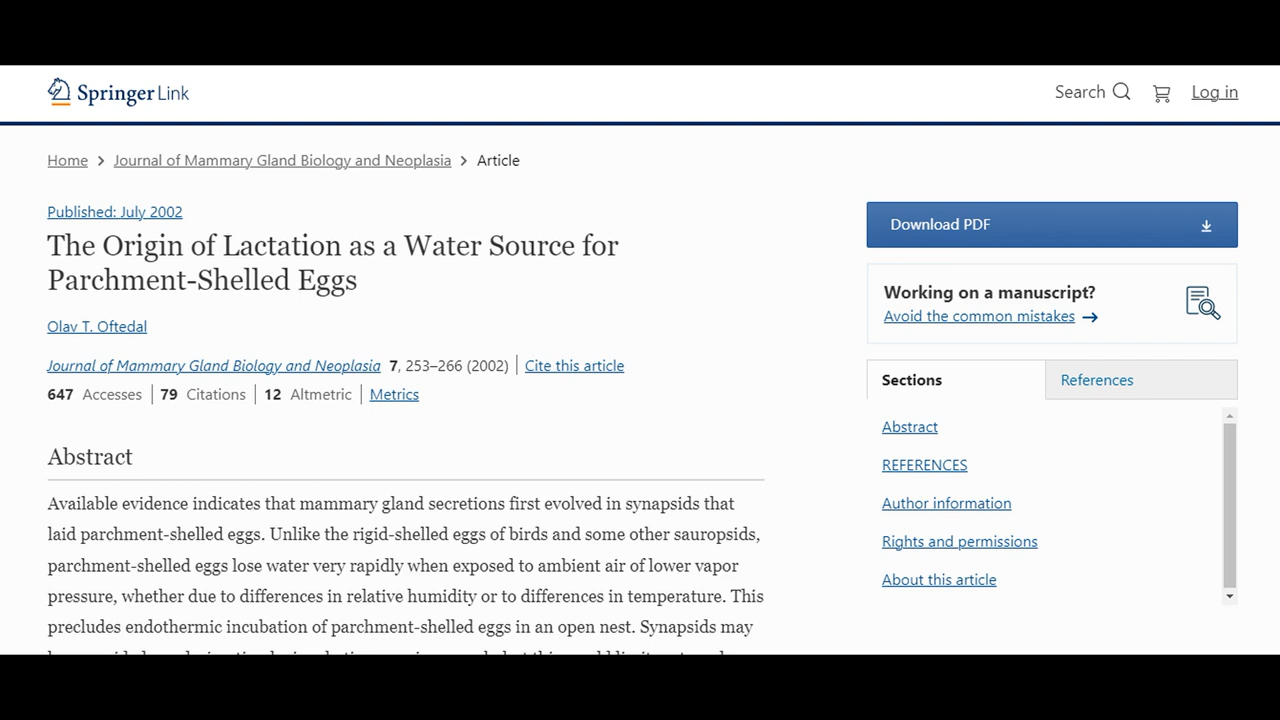 Springer Link
Search
Log in
Home > Journal of Mammary Gland Biology and Neoplasia > Article
Published: July 2002
The Origin of Lactation as a Water Source for
Parchment-Shelled Eggs
Olav T. Oftedal
Journal of Mammary Gland Biology and Neoplasia 7, 253–266 (2002) | Cite this article
647 Accesses | 79 Citations | 12 Altmetric | Metrics
Abstract
Available evidence indicates that mammary gland secretions first evolved in synapsids that
laid parchment-shelled eggs. Unlike the rigid-shelled eggs of birds and some other sauropsids,
parchment-shelled eggs lose water very rapidly when exposed to ambient air of lower vapor
pressure, whether due to differences in relative humidity or to differences in temperature. This
precludes endothermic incubation of parchment-shelled eggs in an open nest. Synapsids may
Download PDF
Working on a manuscript?
Avoid the common mistakes →
Sections
References
Abstract
REFERENCES
Author information
Rights and permissions
About this article